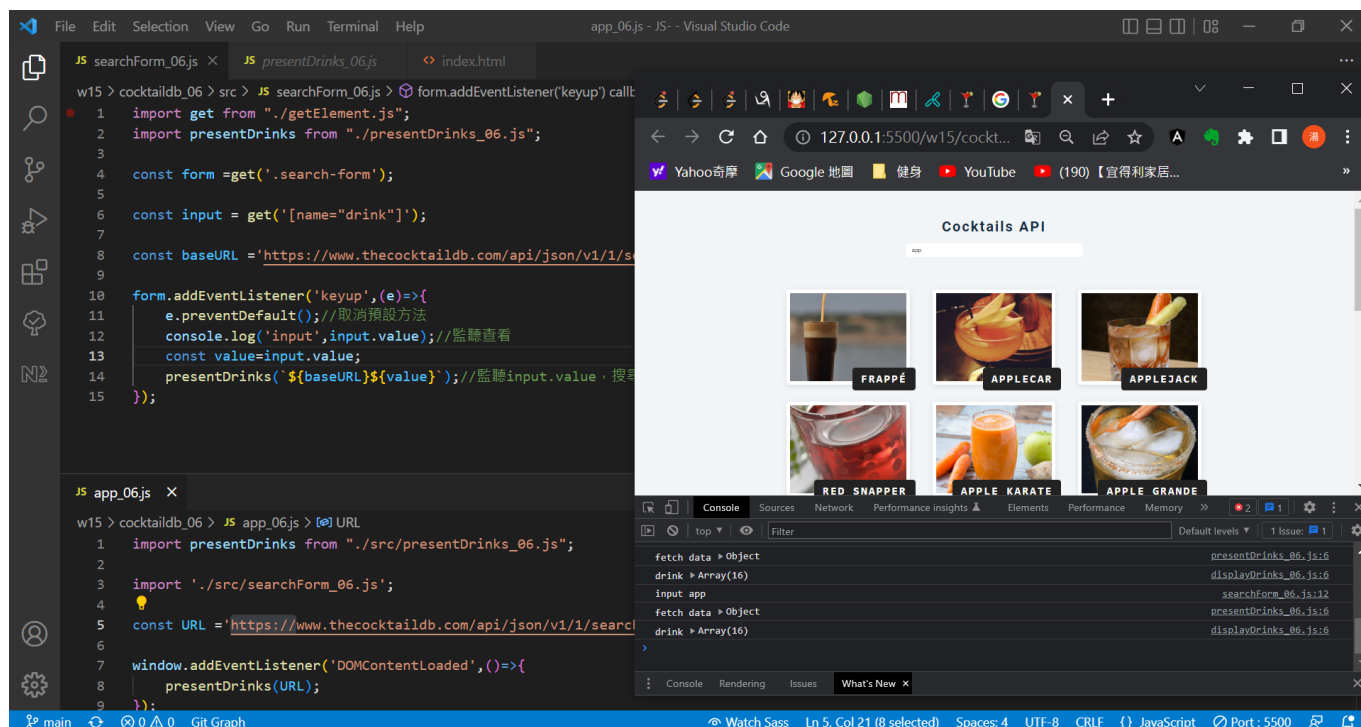 File Edit Selection View Go Run Terminal Help
app_06.js - JS- - Visual Studio Code
JS searchForm_06.js ×
JS presentDrinks_06.js
<> index.html
w15 > cocktaildb_06 > src > JS searchForm_06.js > form.addEventListener('keyup') callb
1 import get from "./getElement.js";
2 import presentDrinks from "./presentDrinks_06.js";
3
4 const form =get('.search-form');
5
6 const input = get('[name="drink"]');
7
8 const baseURL ='https://www.thecocktaildb.com/api/json/v1/1/se
9
10 form.addEventListener('keyup',(e)=>{
11 e.preventDefault();//取消預設方法
12 console.log('input',input.value);//監聽查看
13 const value=input.value;
14 presentDrinks(`${baseURL}${value}`);//監聽input.value,搜尋
15 });
JS app_06.js ×
w15 > cocktaildb_06 > JS app_06.js > URL
1 import presentDrinks from "./src/presentDrinks_06.js";
2
3 import './src/searchForm_06.js';
4
5 const URL ='https://www.thecocktaildb.com/api/json/v1/1/search
6
7 window.addEventListener('DOMContentLoaded',()=>{
8 presentDrinks(URL);
9 });
127.0.0.1:5500/w15/cockt...
湯
Yahoo奇摩 Google 地圖 健身 YouTube (190)【宜得利家居... »
Cocktails API
app
FRAPPÉ APPLECAR APPLEJACK
RED SNAPPER APPLE KARATE APPLE GRANDE
Console Sources Network Performance insights Elements Performance Memory » 2 1
top ▼ Filter Default levels ▼ 1 Issue: 1
fetch data ▶ Object presentDrinks_06.js:6
drink ▶ Array(16) displayDrinks_06.js:6
input app searchForm_06.js:12
fetch data ▶ Object presentDrinks_06.js:6
drink ▶ Array(16) displayDrinks_06.js:6
>
Console Rendering Issues What's New ×
main 0 0 Git Graph Watch Sass Ln 5, Col 21 (8 selected) Spaces: 4 UTF-8 CRLF {} JavaScript Port : 5500